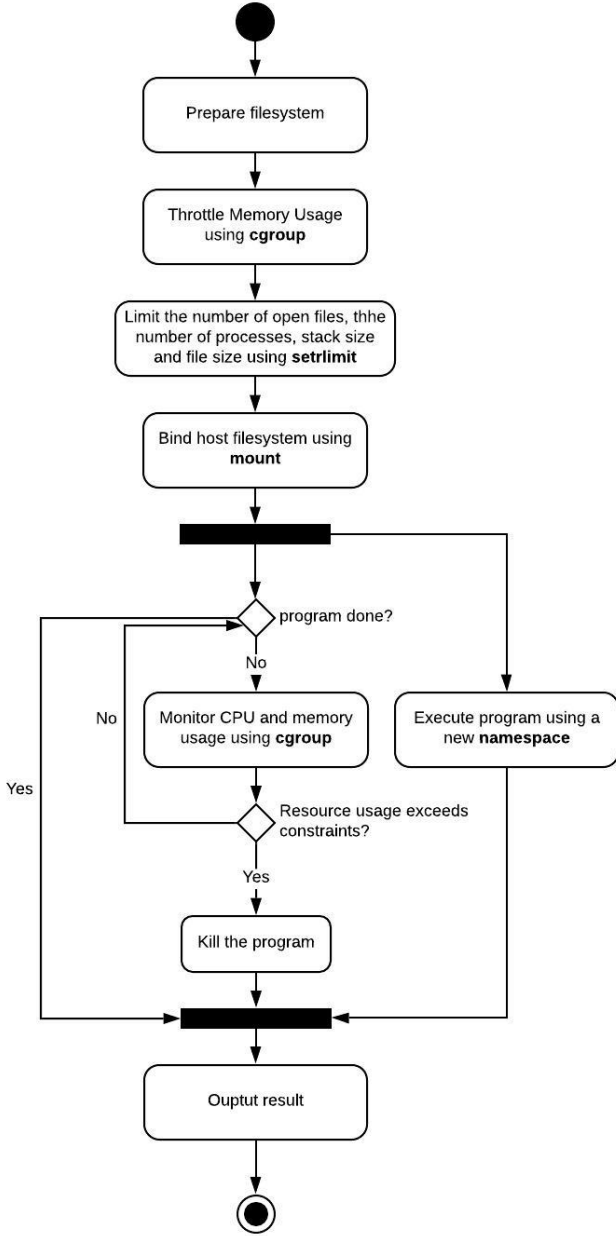 Prepare filesystem
Throttle Memory Usage
using cgroup
Limit the number of open files, thhe
number of processes, stack size
and file size using setrlimit
Bind host filesystem using
mount
program done?
No
No
Monitor CPU and memory
usage using cgroup
Execute program using a
new namespace
Yes
Resource usage exceeds
constraints?
Yes
Kill the program
Ouptut result